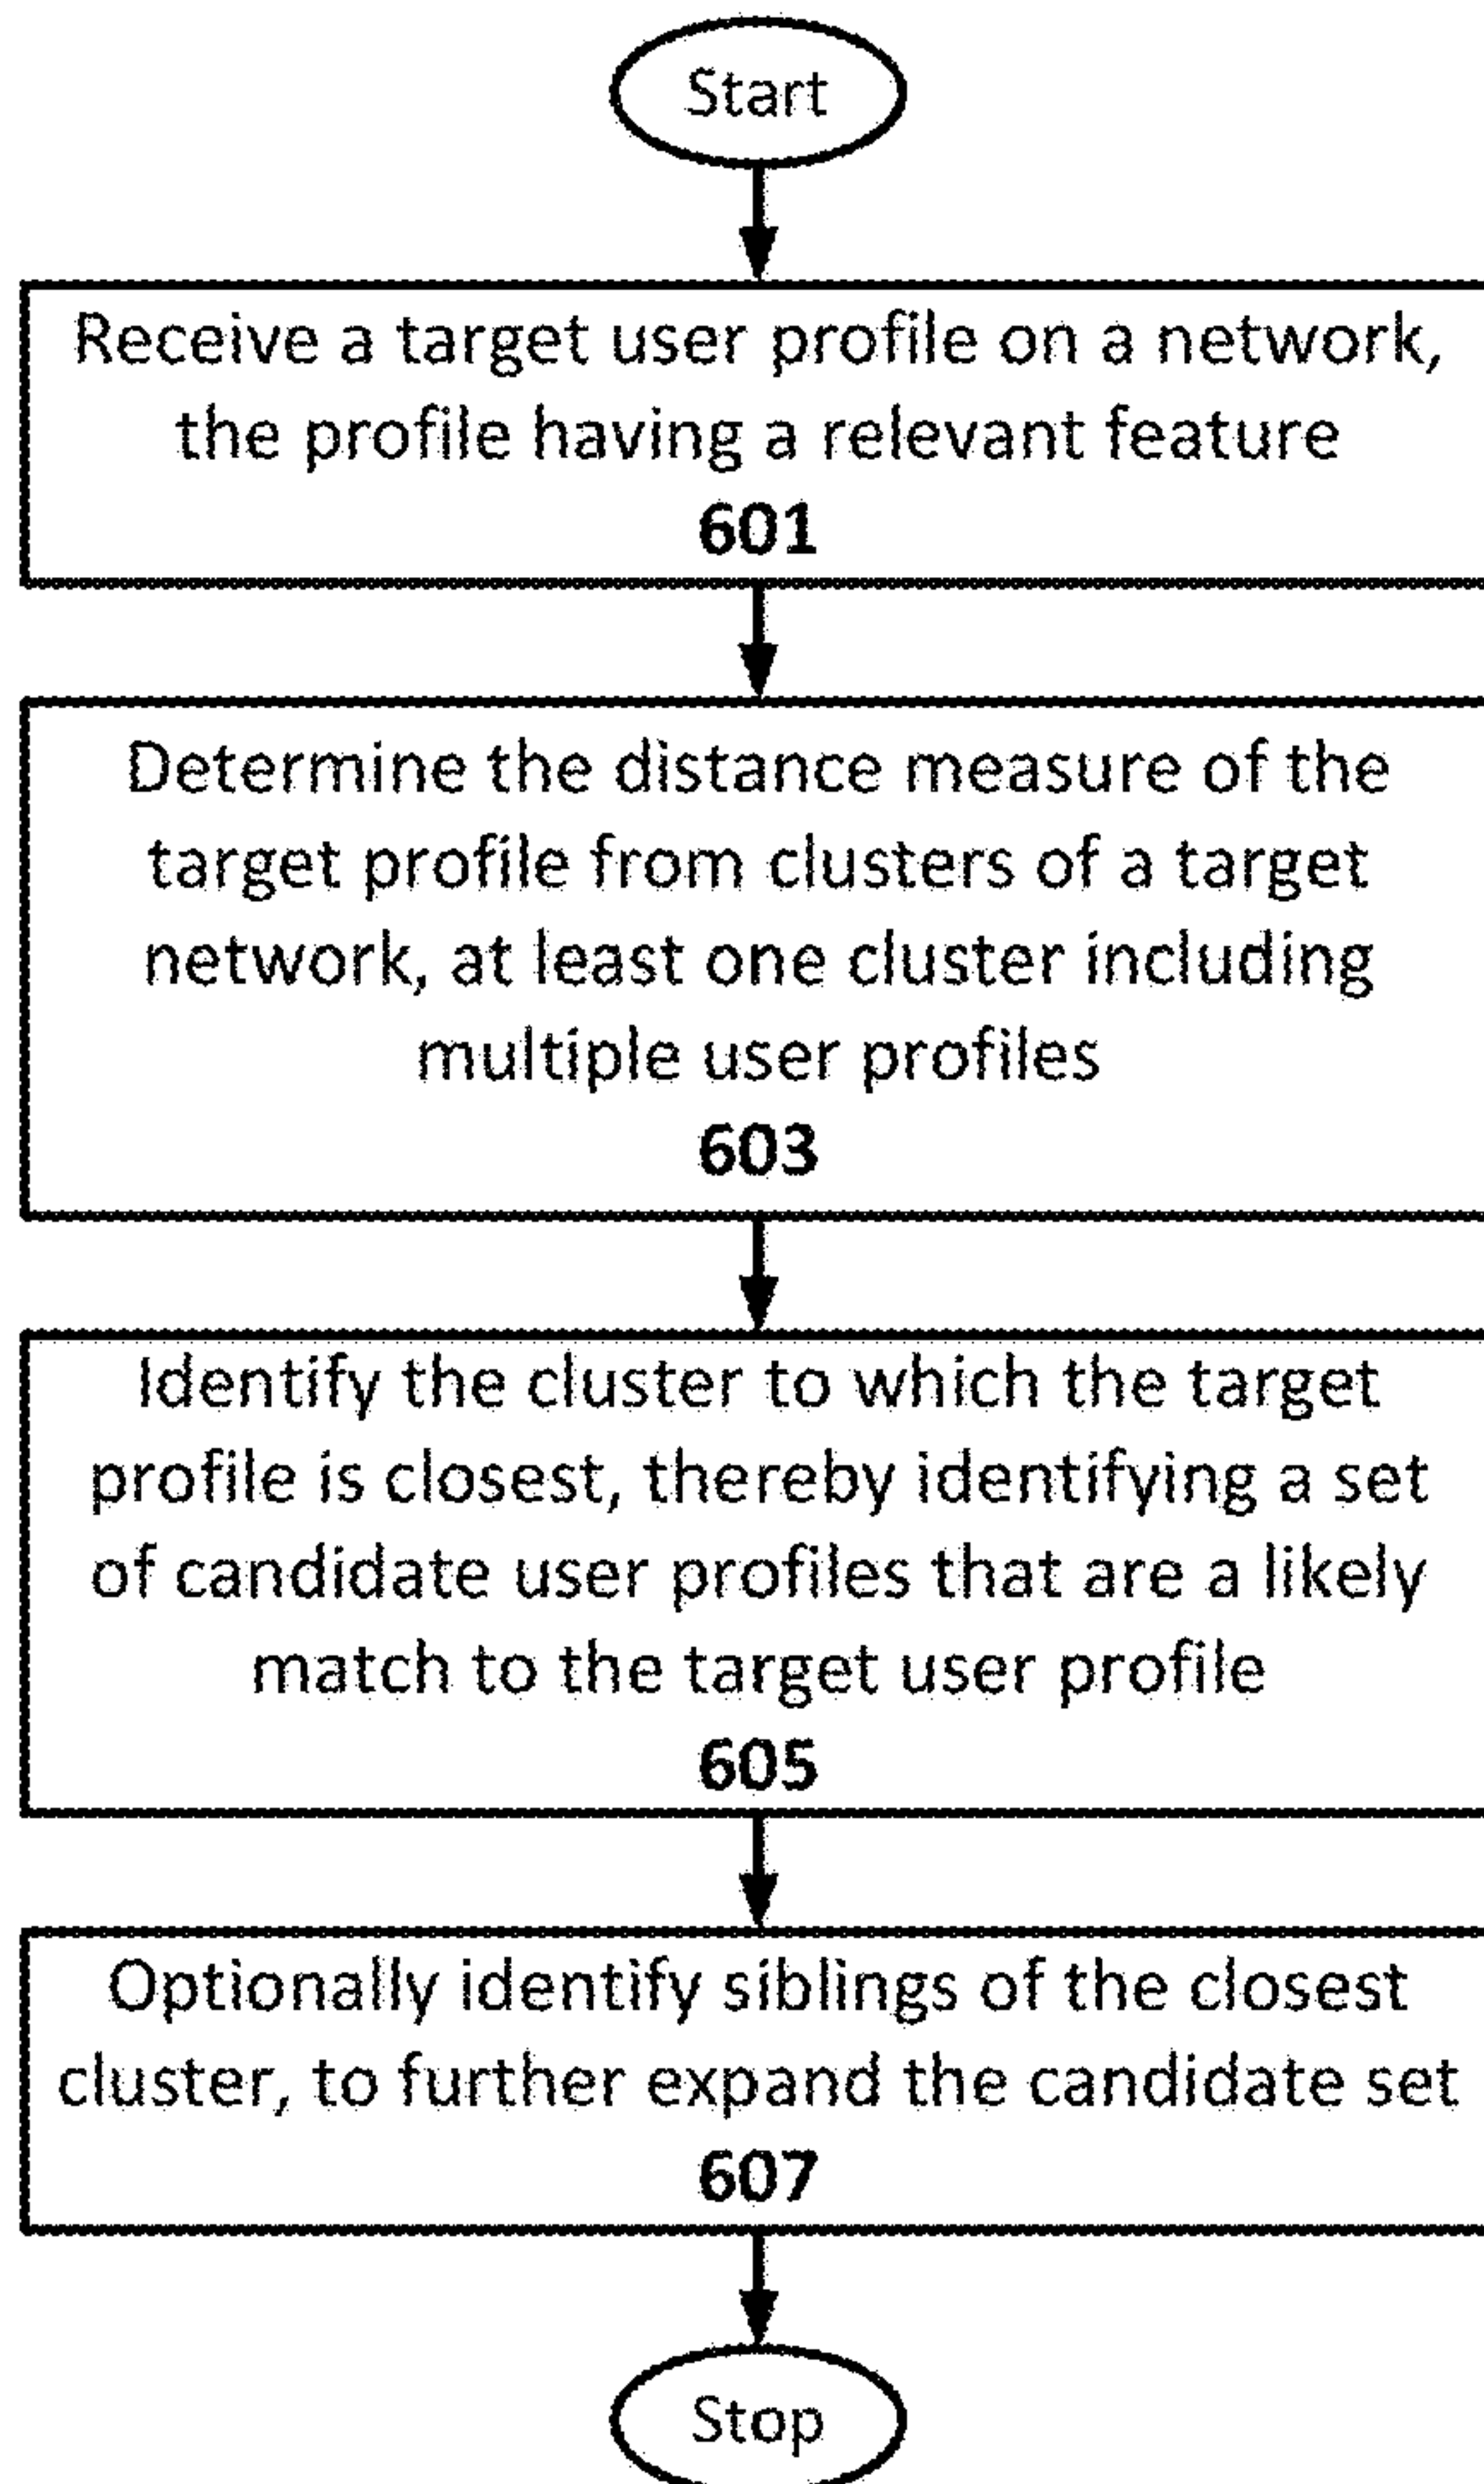 Start
Receive a target user profile on a network,
the profile having a relevant feature
601
Determine the distance measure of the
target profile from clusters of a target
network, at least one cluster including
multiple user profiles
603
Identify the cluster to which the target
profile is closest, thereby identifying a set
of candidate user profiles that are a likely
match to the target user profile
605
Optionally identify siblings of the closest
cluster, to further expand the candidate set
607
Stop